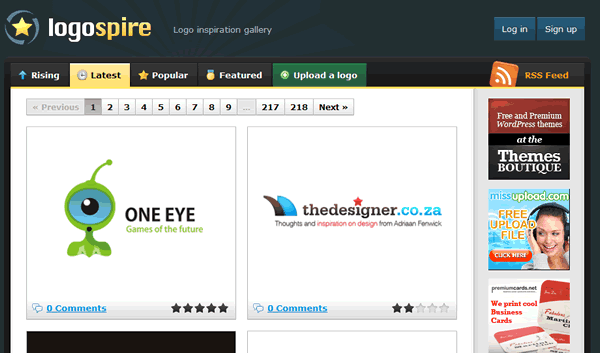 logospire
Logo inspiration gallery
Log in
Sign up
Rising
Latest
Popular
Featured
Upload a logo
RSS Feed
« Previous 1 2 3 4 5 6 7 8 9 ... 217 218 Next »
ONE EYE
Games of the future
0 Comments
thedesigner.co.za
Thoughts and inspiration on design from Adriaan Fenwick
0 Comments
Free and Premium
WordPress themes
at the
Themes
BOUTIQUE
missupload.com
FREE
UPLOAD
FILE
CLICK HERE
premiumcards.net
We print cool
Business
Cards